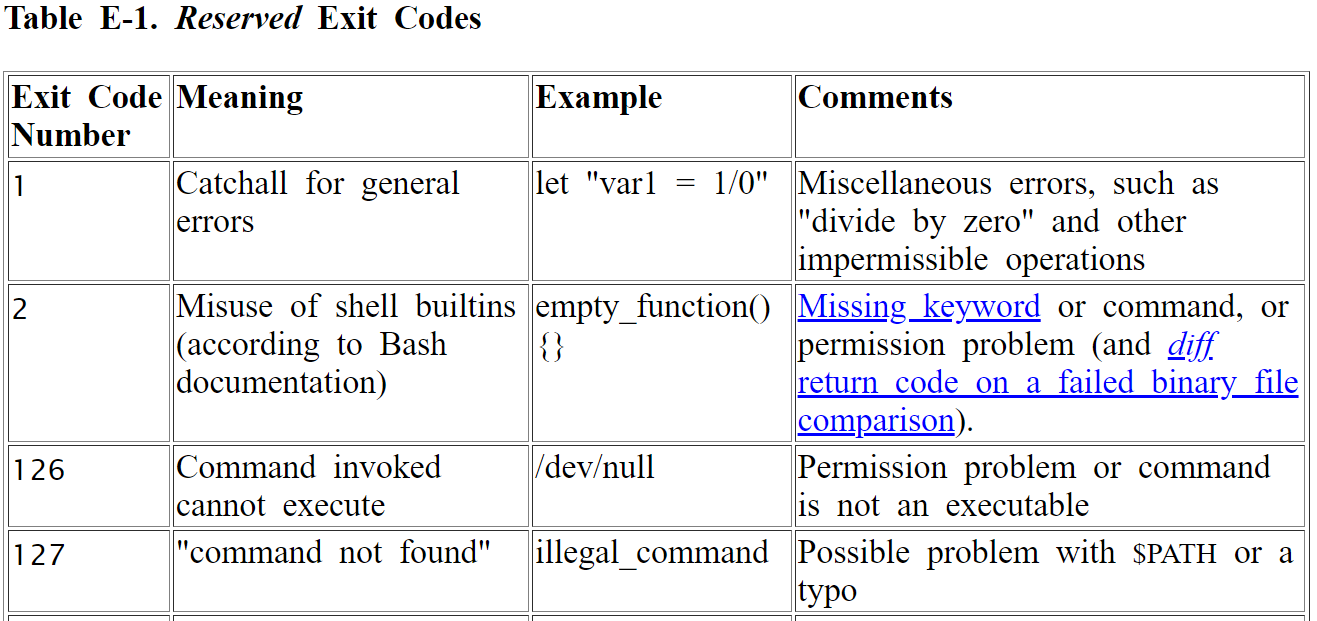 Table E-1. Reserved Exit Codes
Exit Code Number
Meaning
Example
Comments
1
Catchall for general
errors
let "var1 = 1/0"
Miscellaneous errors, such as
"divide by zero" and other
impermissible operations
2
Misuse of shell builtins
(according to Bash
documentation)
empty_function()
{}
Missing keyword or command, or
permission problem (and diff
return code on a failed binary file
comparison).
126
Command invoked
cannot execute
/dev/null
Permission problem or command
is not an executable
127
"command not found"
illegal_command
Possible problem with $PATH or a
typo